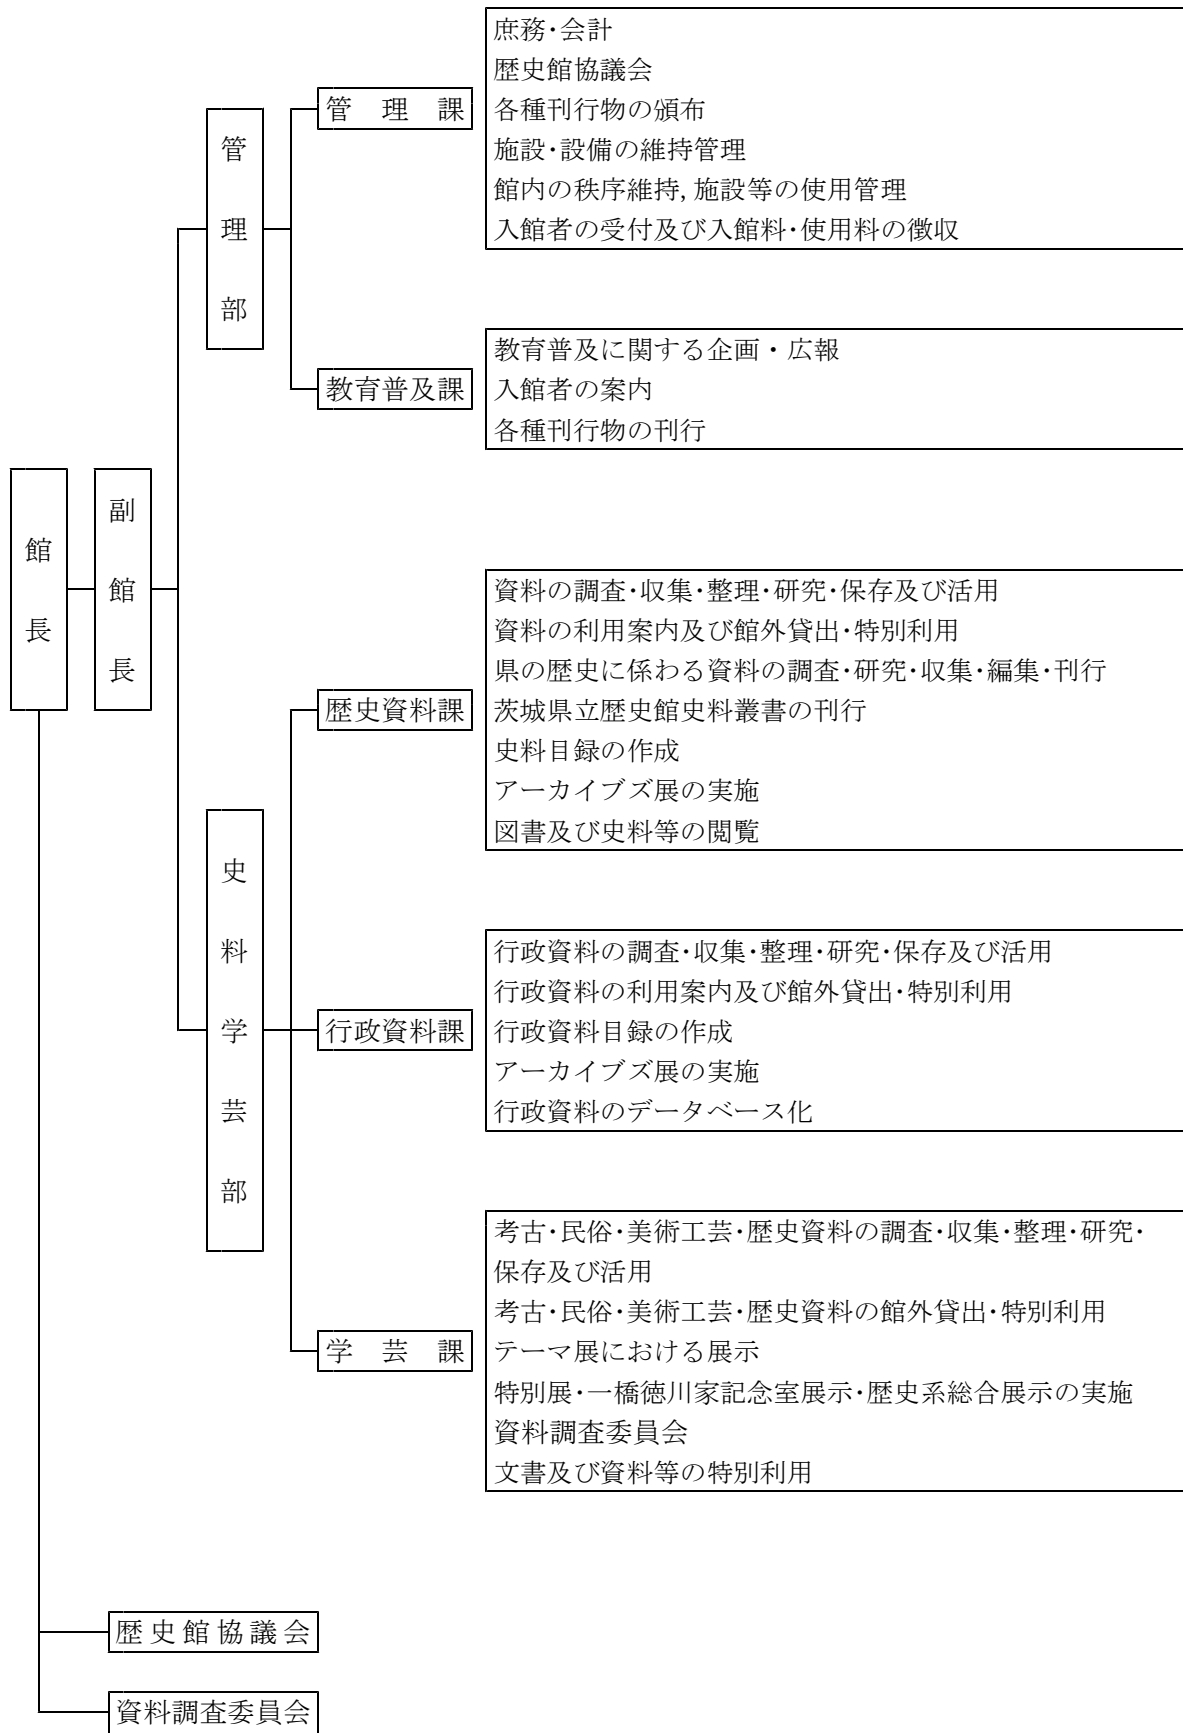 館長
副館長
管理部
管　理　課
庶務・会計
歴史館協議会
各種刊行物の頒布
施設・設備の維持管理
館内の秩序維持, 施設等の使用管理
入館者の受付及び入館料・使用料の徴収
教育普及課
教育普及に関する企画・広報
入館者の案内
各種刊行物の刊行
史料学芸部
歴史資料課
資料の調査・収集・整理・研究・保存及び活用
資料の利用案内及び館外貸出・特別利用
県の歴史に係わる資料の調査・研究・収集・編集・刊行
茨城県立歴史館史料叢書の刊行
史料目録の作成
アーカイブズ展の実施
図書及び史料等の閲覧
行政資料課
行政資料の調査・収集・整理・研究・保存及び活用
行政資料の利用案内及び館外貸出・特別利用
行政資料目録の作成
アーカイブズ展の実施
行政資料のデータベース化
学　芸　課
考古・民俗・美術工芸・歴史資料の調査・収集・整理・研究・
保存及び活用
考古・民俗・美術工芸・歴史資料の館外貸出・特別利用
テーマ展における展示
特別展・一橋徳川家記念室展示・歴史系総合展示の実施
資料調査委員会
文書及び資料等の特別利用
歴史館協議会
資料調査委員会